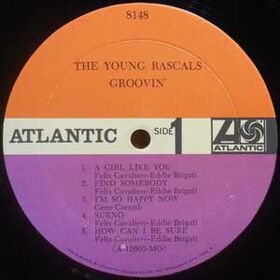 8148
THE YOUNG RASCALS
GROOVIN'
ATLANTIC
SIDE 1
ATLANTIC
1. A GIRL LIKE YOU
Felix Cavaliere-Eddie Brigati
2. FIND SOMEBODY
Felix Cavaliere-Eddie Brigati
3. I'M SO HAPPY NOW
Gene Cornish
4. SUENO
Felix Cavaliere-Eddie Brigati
5. HOW CAN I BE SURE
Felix Cavaliere-Eddie Brigati
(A-12605-MO)